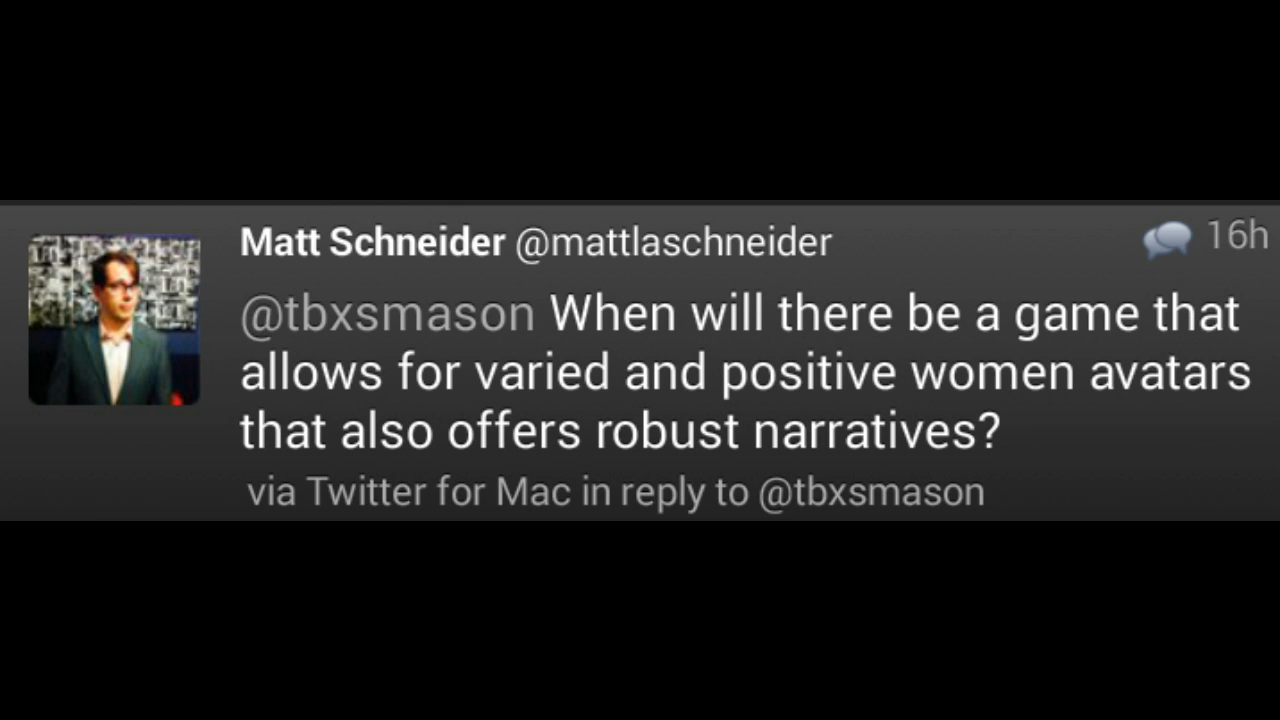 Matt Schneider @mattlaschneider 16h
@tbxsmason When will there be a game that
allows for varied and positive women avatars
that also offers robust narratives?
via Twitter for Mac in reply to @tbxsmason